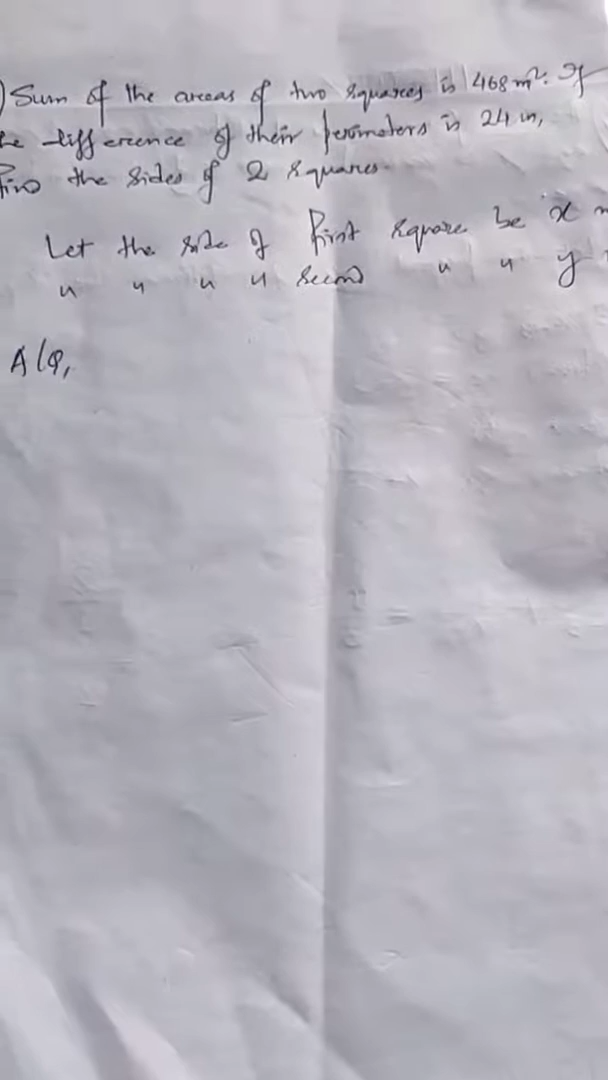 ) Sum of the areas of two squares is 468 m². If
he difference of their perimeters is 24 m,
Find the sides of 2 squares.
Let the side of first square be x m
" " " " second " " y
A/Q,